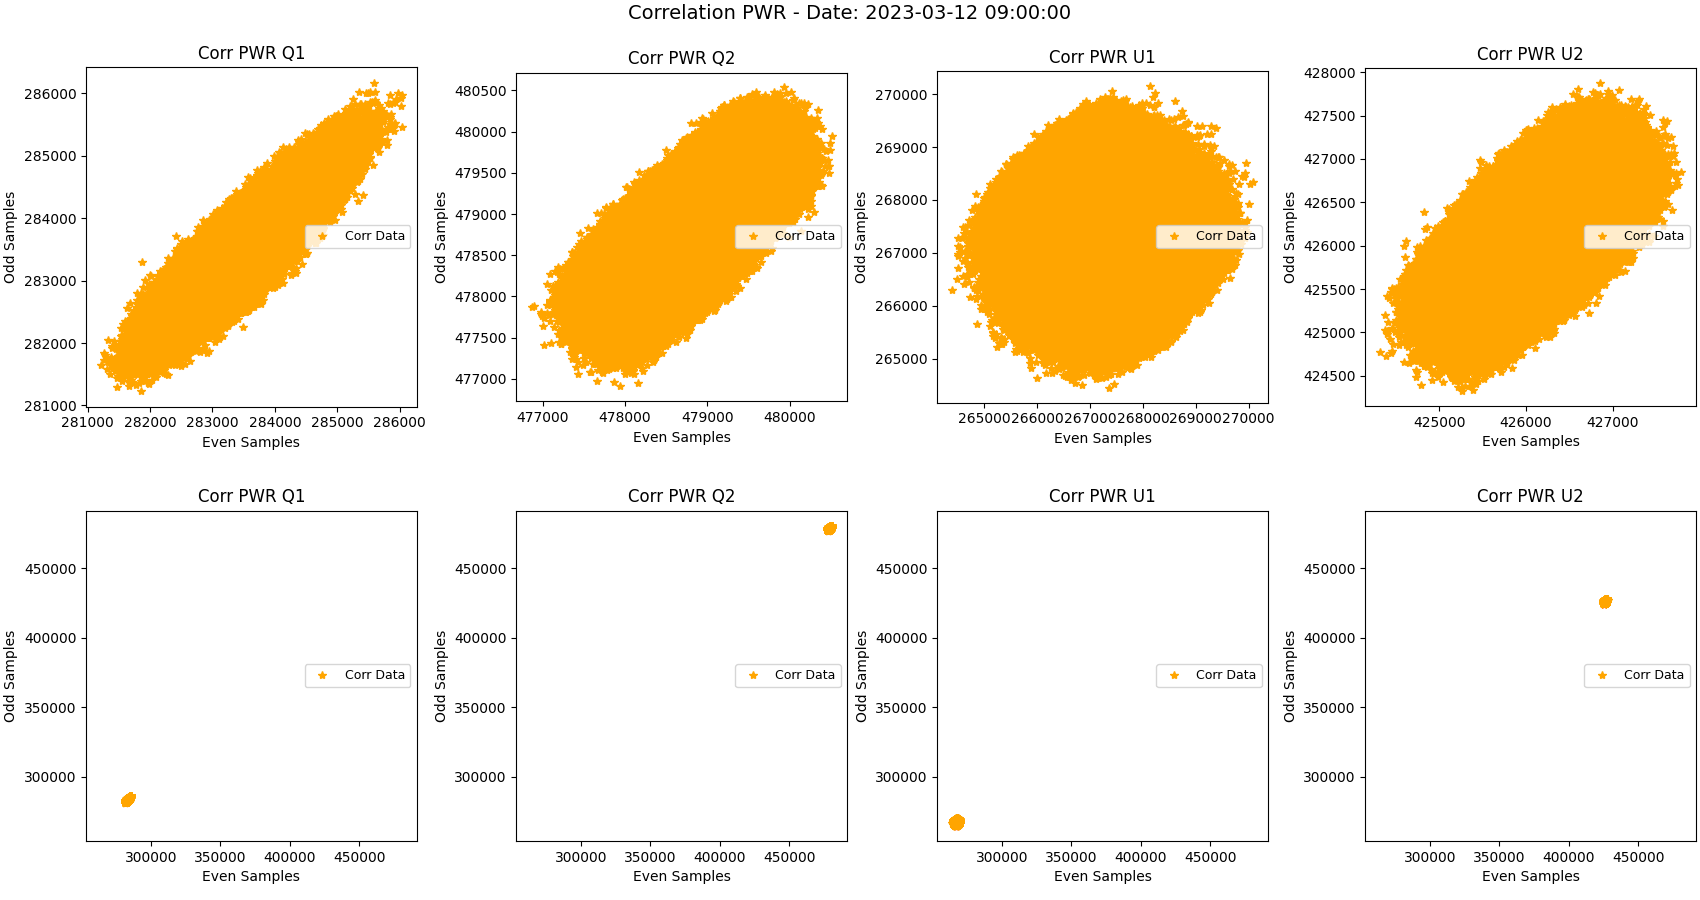 Correlation PWR - Date: 2023-03-12 09:00:00
Corr PWR Q1
286000
285000
284000
283000
282000
281000
Odd Samples
Corr Data
281000 282000 283000 284000 285000 286000
Even Samples
Corr PWR Q2
480500
480000
479500
479000
478500
478000
477500
477000
Odd Samples
Corr Data
477000 478000 479000 480000
Even Samples
Corr PWR U1
270000
269000
268000
267000
266000
265000
Odd Samples
Corr Data
265000 266000 267000 268000 269000 270000
Even Samples
Corr PWR U2
428000
427500
427000
426500
426000
425500
425000
424500
Odd Samples
Corr Data
425000 426000 427000
Even Samples
Corr PWR Q1
450000
400000
350000
300000
Odd Samples
Corr Data
300000 350000 400000 450000
Even Samples
Corr PWR Q2
450000
400000
350000
300000
Odd Samples
Corr Data
300000 350000 400000 450000
Even Samples
Corr PWR U1
450000
400000
350000
300000
Odd Samples
Corr Data
300000 350000 400000 450000
Even Samples
Corr PWR U2
450000
400000
350000
300000
Odd Samples
Corr Data
300000 350000 400000 450000
Even Samples